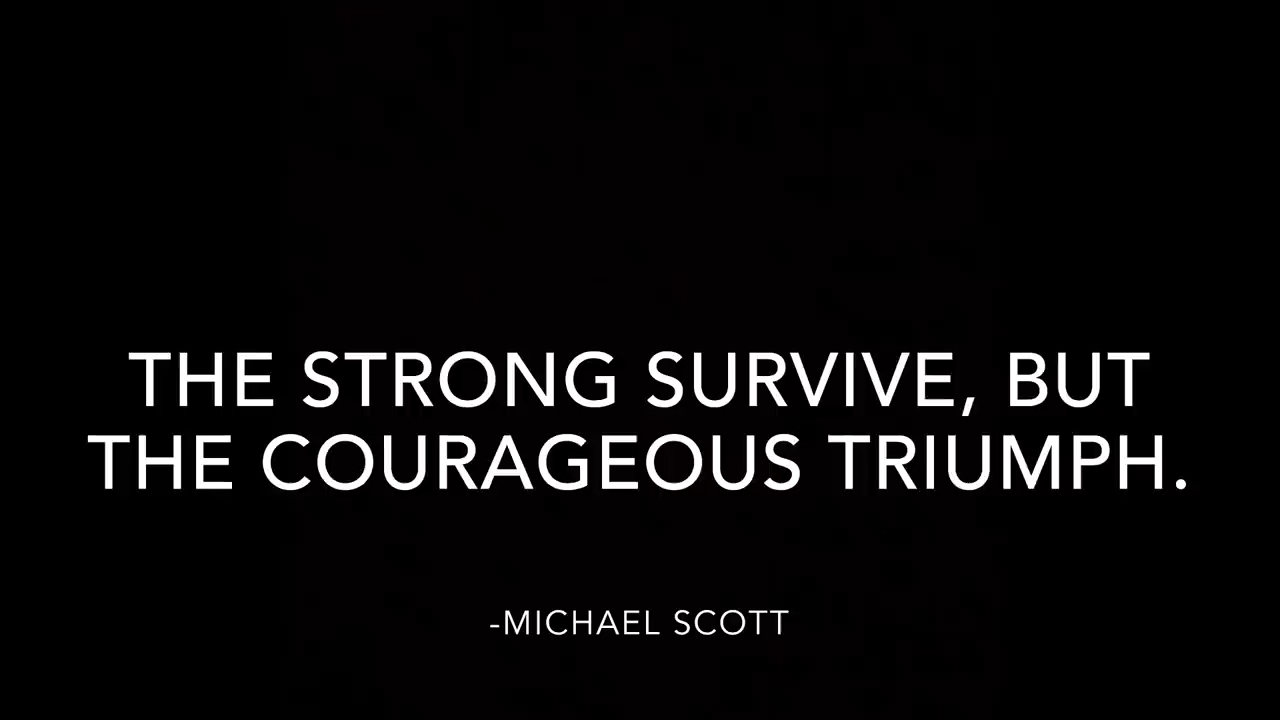 THE STRONG SURVIVE, BUT
THE COURAGEOUS TRIUMPH.
-MICHAEL SCOTT